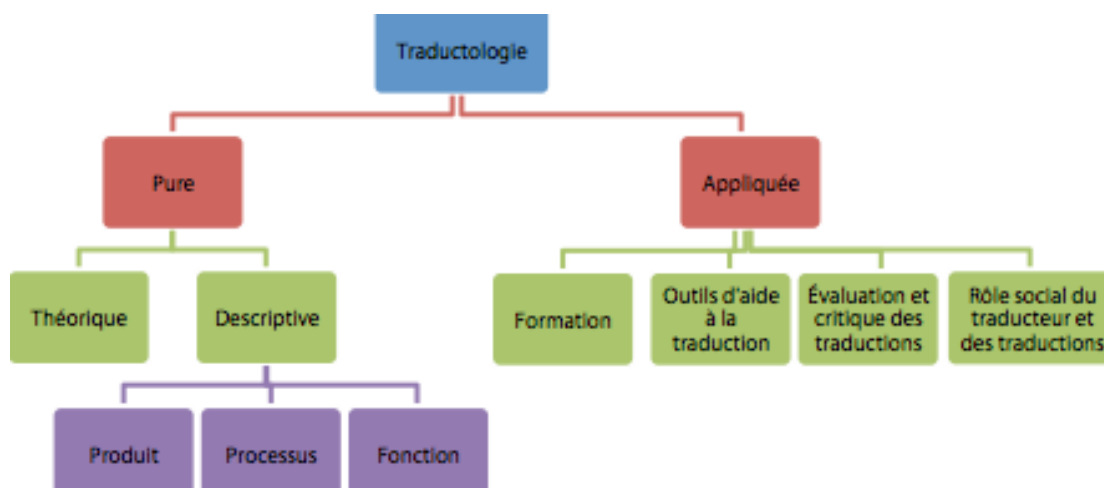 Traductologie
Pure
Appliquée
Théorique
Descriptive
Formation
Outils d'aide
à la
traduction
Évaluation et
critique des
traductions
Rôle social du
traducteur et
des traductions
Produit
Processus
Fonction